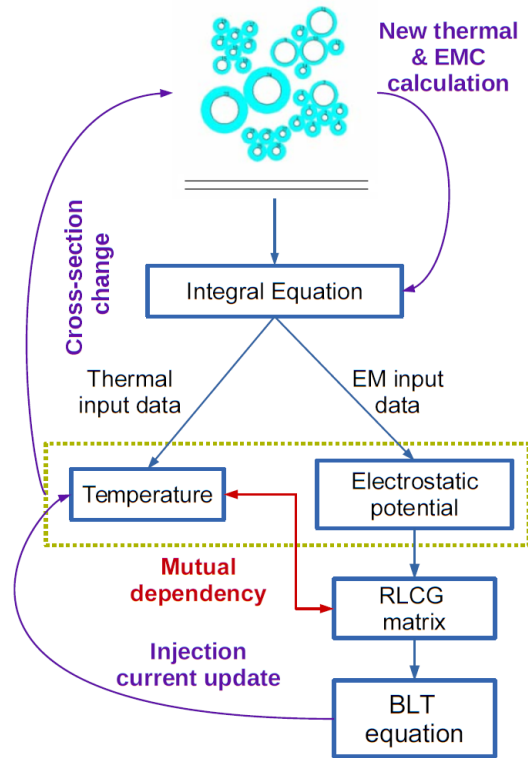 New thermal
& EMC
calculation
Cross-section
change
Integral Equation
Thermal
input data
EM input
data
Temperature
Electrostatic
potential
Mutual
dependency
RLCG
matrix
Injection
current update
BLT
equation